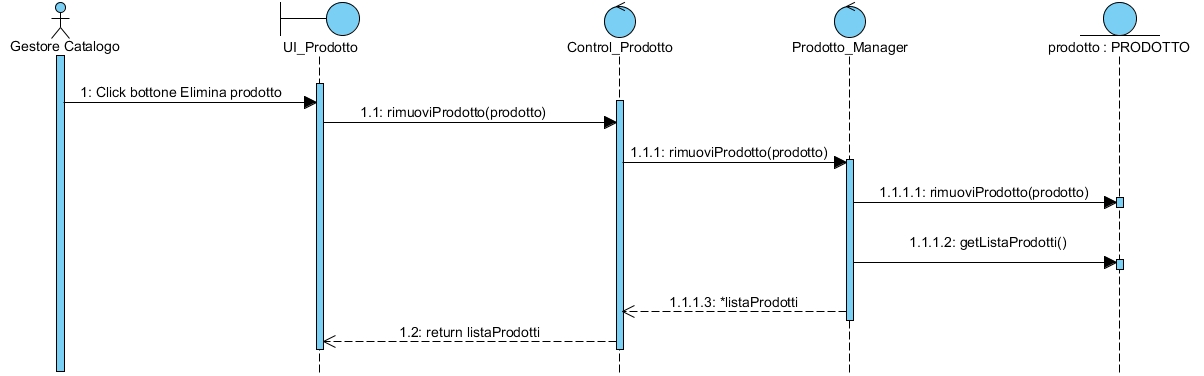 Gestore Catalogo
UI_Prodotto
Control_Prodotto
Prodotto_Manager
prodotto : PRODOTTO
1: Click bottone Elimina prodotto
1.1: rimuoviProdotto(prodotto)
1.1.1: rimuoviProdotto(prodotto)
1.1.1.1: rimuoviProdotto(prodotto)
1.1.1.2: getListaProdotti()
1.1.1.3: *listaProdotti
1.2: return listaProdotti